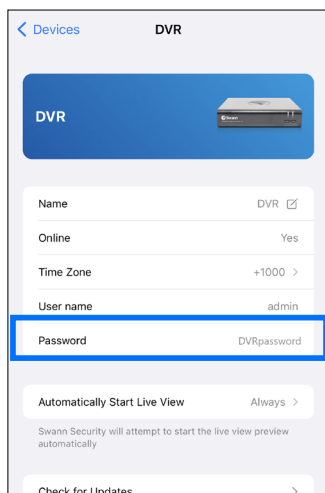 Devices DVR
DVR
Swann
Name DVR
Online Yes
Time Zone +1000
User name admin
Password DVRpassword
Automatically Start Live View Always
Swann Security will attempt to start the live view preview
automatically
Check for Updates